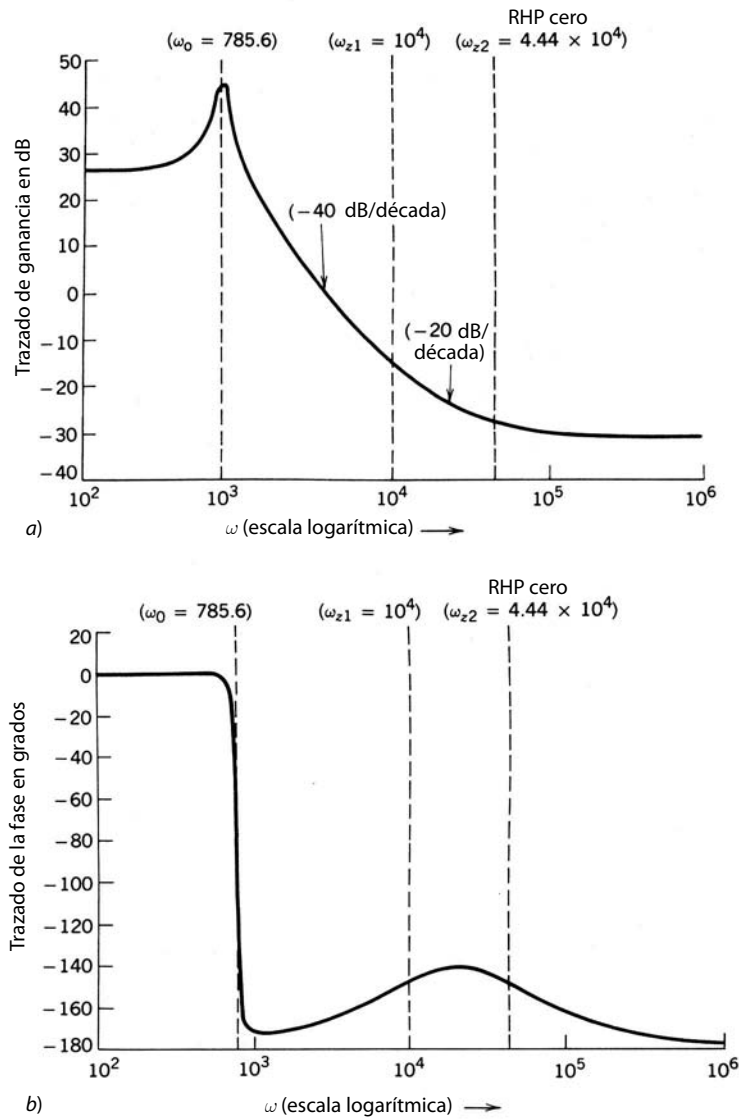 RHP cero
(ω₀ = 785.6) (ωz1 = 10⁴) (ωz2 = 4.44 × 10⁴)
Trazado de ganancia en dB
50
40
30
20
10
0
−10
−20
−30
−40
(−40 dB/década)
(−20 dB/
década)
10² 10³ 10⁴ 10⁵ 10⁶
a) ω (escala logarítmica)
RHP cero
(ω₀ = 785.6) (ωz1 = 10⁴) (ωz2 = 4.44 × 10⁴)
Trazado de la fase en grados
20
0
−20
−40
−60
−80
−100
−120
−140
−160
−180
10² 10³ 10⁴ 10⁵ 10⁶
b) ω (escala logarítmica)